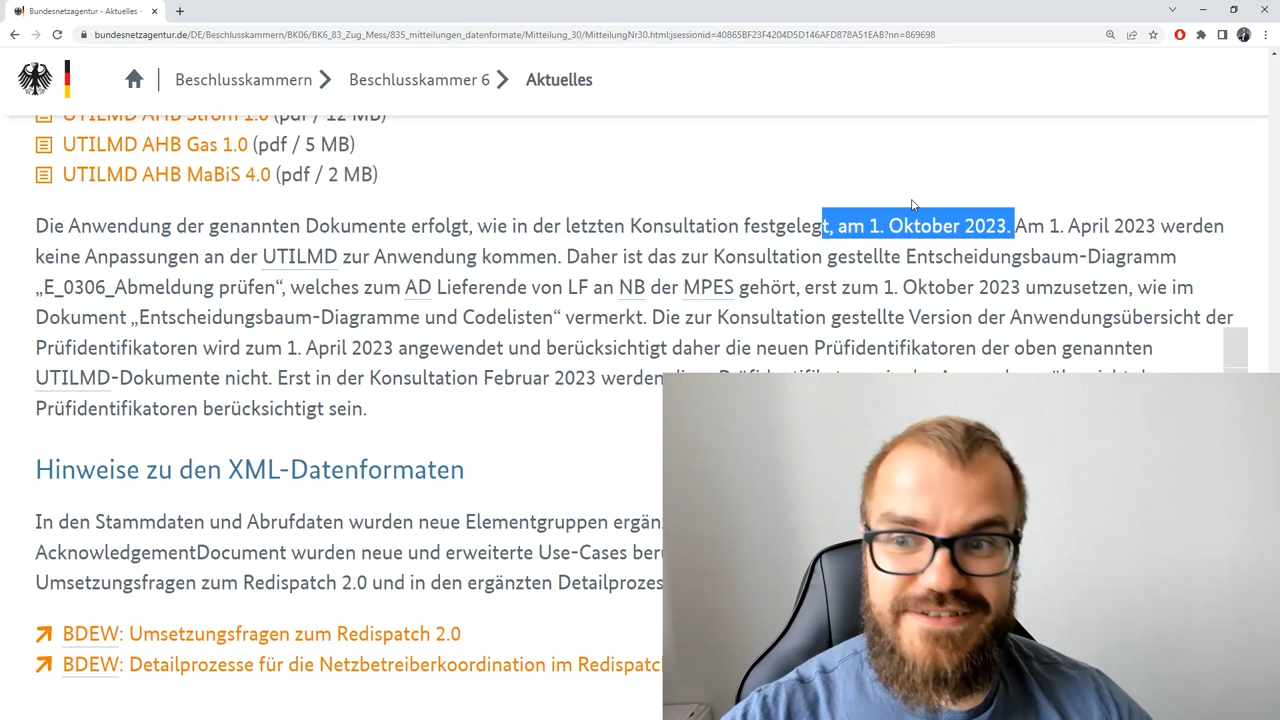 Bundesnetzagentur - Aktuelles -
bundesnetzagentur.de/DE/Beschlusskammern/BK06/BK6_83_Zug_Mess/835_mitteilungen_datenformate/Mitteilung_30/MitteilungNr30.html;jsessionid=40865BF23F4204D5D146AFD878A51EAB?nn=869698
Beschlusskammern Beschlusskammer 6 Aktuelles
UTILMD AHB Strom 1.0 (pdf / 12 MB)
UTILMD AHB Gas 1.0 (pdf / 5 MB)
UTILMD AHB MaBiS 4.0 (pdf / 2 MB)
Die Anwendung der genannten Dokumente erfolgt, wie in der letzten Konsultation festgelegt, am 1. Oktober 2023. Am 1. April 2023 werden
keine Anpassungen an der UTILMD zur Anwendung kommen. Daher ist das zur Konsultation gestellte Entscheidungsbaum-Diagramm
„E_0306_Abmeldung prüfen“, welches zum AD Lieferende von LF an NB der MPES gehört, erst zum 1. Oktober 2023 umzusetzen, wie im
Dokument „Entscheidungsbaum-Diagramme und Codelisten“ vermerkt. Die zur Konsultation gestellte Version der Anwendungsübersicht der
Prüfidentifikatoren wird zum 1. April 2023 angewendet und berücksichtigt daher die neuen Prüfidentifikatoren der oben genannten
UTILMD-Dokumente nicht. Erst in der Konsultation Februar 2023 werden
Prüfidentifikatoren berücksichtigt sein.
Hinweise zu den XML-Datenformaten
In den Stammdaten und Abrufdaten wurden neue Elementgruppen ergän
AcknowledgementDocument wurden neue und erweiterte Use-Cases ber
Umsetzungsfragen zum Redispatch 2.0 und in den ergänzten Detailprozes
BDEW: Umsetzungsfragen zum Redispatch 2.0
BDEW: Detailprozesse für die Netzbetreiberkoordination im Redispatc